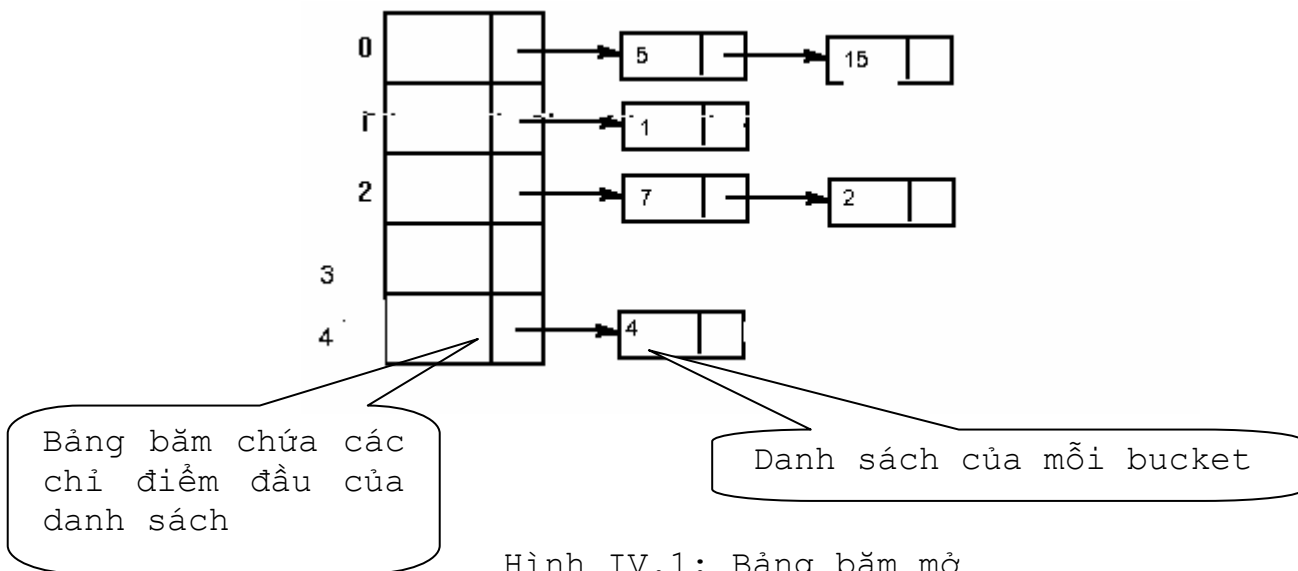 0 5 15
1 1
2 7 2
3
4 4
Bảng băm chứa các
chỉ điểm đầu của
danh sách
Danh sách của mỗi bucket
Hình IV.1: Bảng băm mở